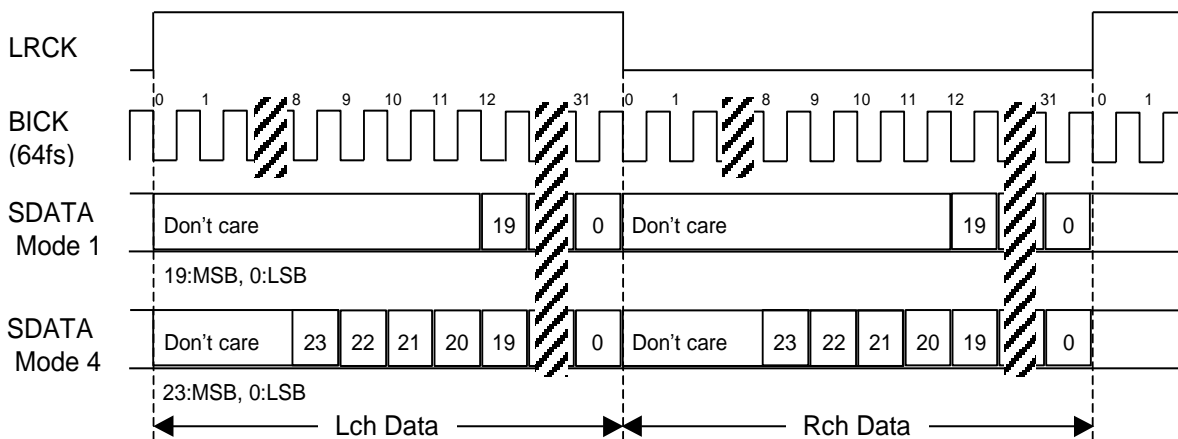 LRCK
0 1 8 9 10 11 12 31 0 1 8 9 10 11 12 31 0 1
BICK
(64fs)
SDATA
Mode 1
Don't care 19 0 Don't care 19 0
19:MSB, 0:LSB
SDATA
Mode 4
Don't care 23 22 21 20 19 0 Don't care 23 22 21 20 19 0
23:MSB, 0:LSB
Lch Data Rch Data